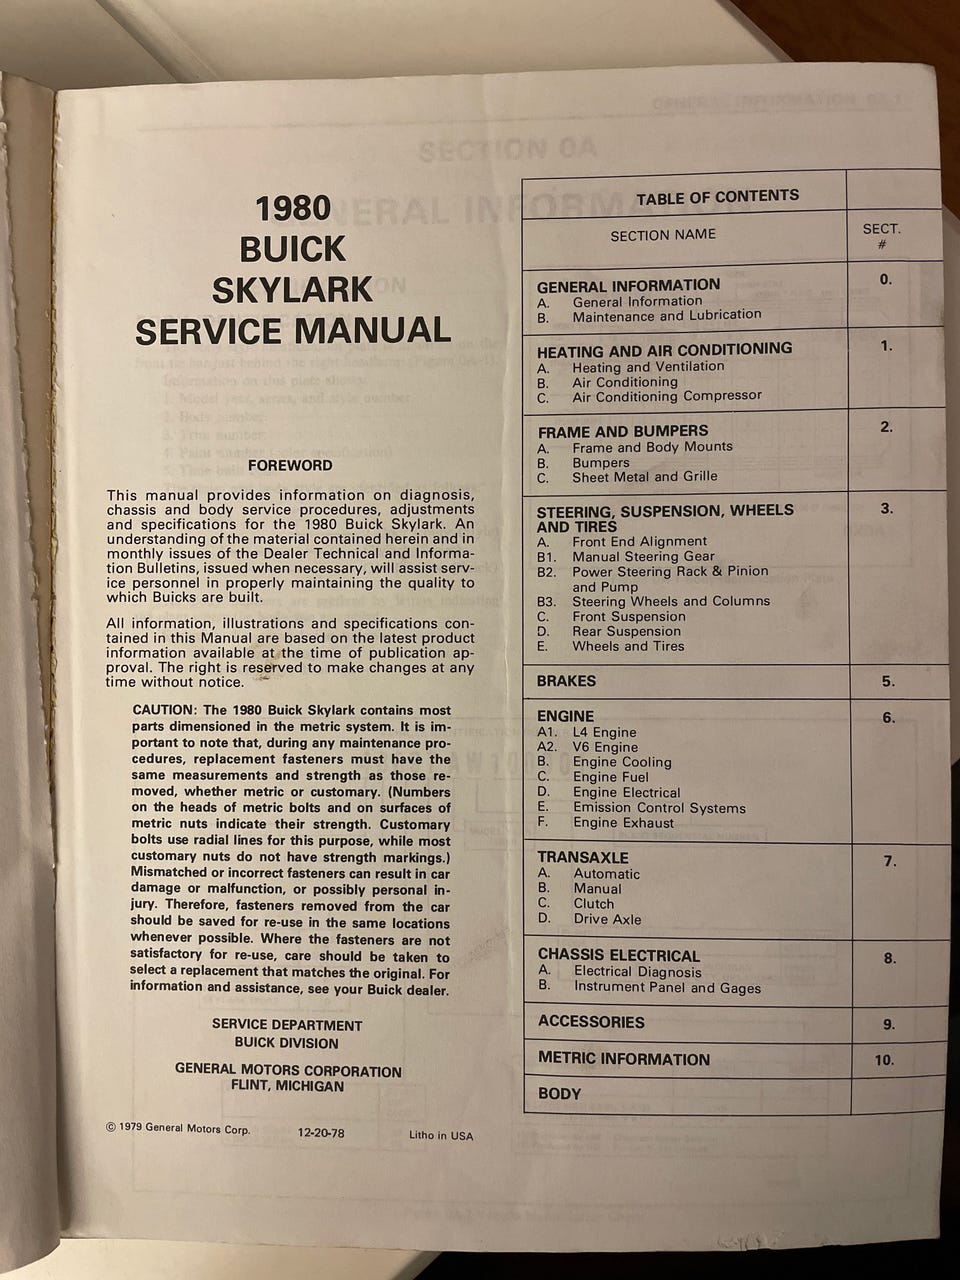 1980
BUICK
SKYLARK
SERVICE MANUAL
FOREWORD
This manual provides information on diagnosis,
chassis and body service procedures, adjustments
and specifications for the 1980 Buick Skylark. An
understanding of the material contained herein and in
monthly issues of the Dealer Technical and Informa-
tion Bulletins, issued when necessary, will assist serv-
ice personnel in properly maintaining the quality to
which Buicks are built.
All information, illustrations and specifications con-
tained in this Manual are based on the latest product
information available at the time of publication ap-
proval. The right is reserved to make changes at any
time without notice.
CAUTION: The 1980 Buick Skylark contains most
parts dimensioned in the metric system. It is im-
portant to note that, during any maintenance pro-
cedures, replacement fasteners must have the
same measurements and strength as those re-
moved, whether metric or customary. (Numbers
on the heads of metric bolts and on surfaces of
metric nuts indicate their strength. Customary
bolts use radial lines for this purpose, while most
customary nuts do not have strength markings.)
Mismatched or incorrect fasteners can result in car
damage or malfunction, or possibly personal in-
jury. Therefore, fasteners removed from the car
should be saved for re-use in the same locations
whenever possible. Where the fasteners are not
satisfactory for re-use, care should be taken to
select a replacement that matches the original. For
information and assistance, see your Buick dealer.
SERVICE DEPARTMENT
BUICK DIVISION
GENERAL MOTORS CORPORATION
FLINT, MICHIGAN
© 1979 General Motors Corp. 12-20-78 Litho in USA
TABLE OF CONTENTS
SECTION NAME SECT. #
GENERAL INFORMATION 0.
A. General Information
B. Maintenance and Lubrication
HEATING AND AIR CONDITIONING 1.
A. Heating and Ventilation
B. Air Conditioning
C. Air Conditioning Compressor
FRAME AND BUMPERS 2.
A. Frame and Body Mounts
B. Bumpers
C. Sheet Metal and Grille
STEERING, SUSPENSION, WHEELS 3.
AND TIRES
A. Front End Alignment
B1. Manual Steering Gear
B2. Power Steering Rack & Pinion
and Pump
B3. Steering Wheels and Columns
C. Front Suspension
D. Rear Suspension
E. Wheels and Tires
BRAKES 5.
ENGINE 6.
A1. L4 Engine
A2. V6 Engine
B. Engine Cooling
C. Engine Fuel
D. Engine Electrical
E. Emission Control Systems
F. Engine Exhaust
TRANSAXLE 7.
A. Automatic
B. Manual
C. Clutch
D. Drive Axle
CHASSIS ELECTRICAL 8.
A. Electrical Diagnosis
B. Instrument Panel and Gages
ACCESSORIES 9.
METRIC INFORMATION 10.
BODY